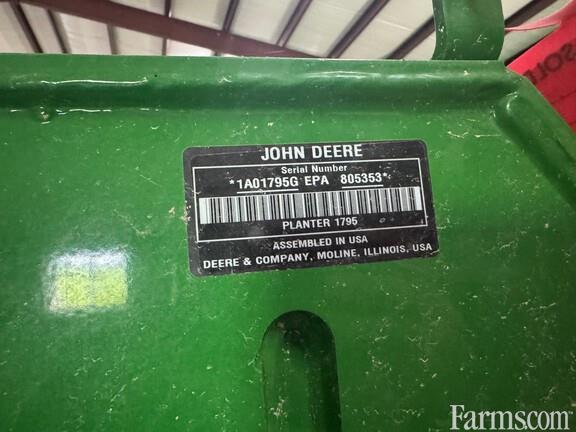 JOHN DEERE
Serial Number
*1A01795G EPA 805353*
PLANTER 1795
ASSEMBLED IN USA
DEERE & COMPANY, MOLINE, ILLINOIS, USA
SOL
Farms.com